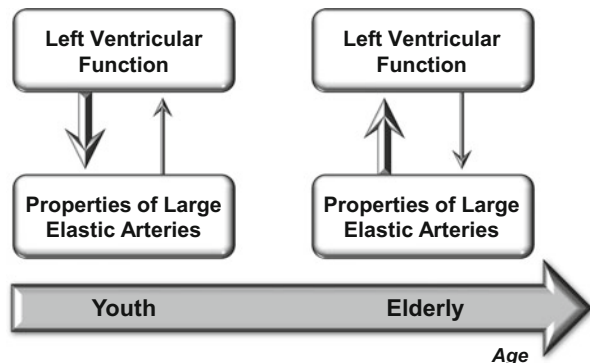 Left Ventricular
Function
Left Ventricular
Function
Properties of Large
Elastic Arteries
Properties of Large
Elastic Arteries
Youth
Elderly
Age